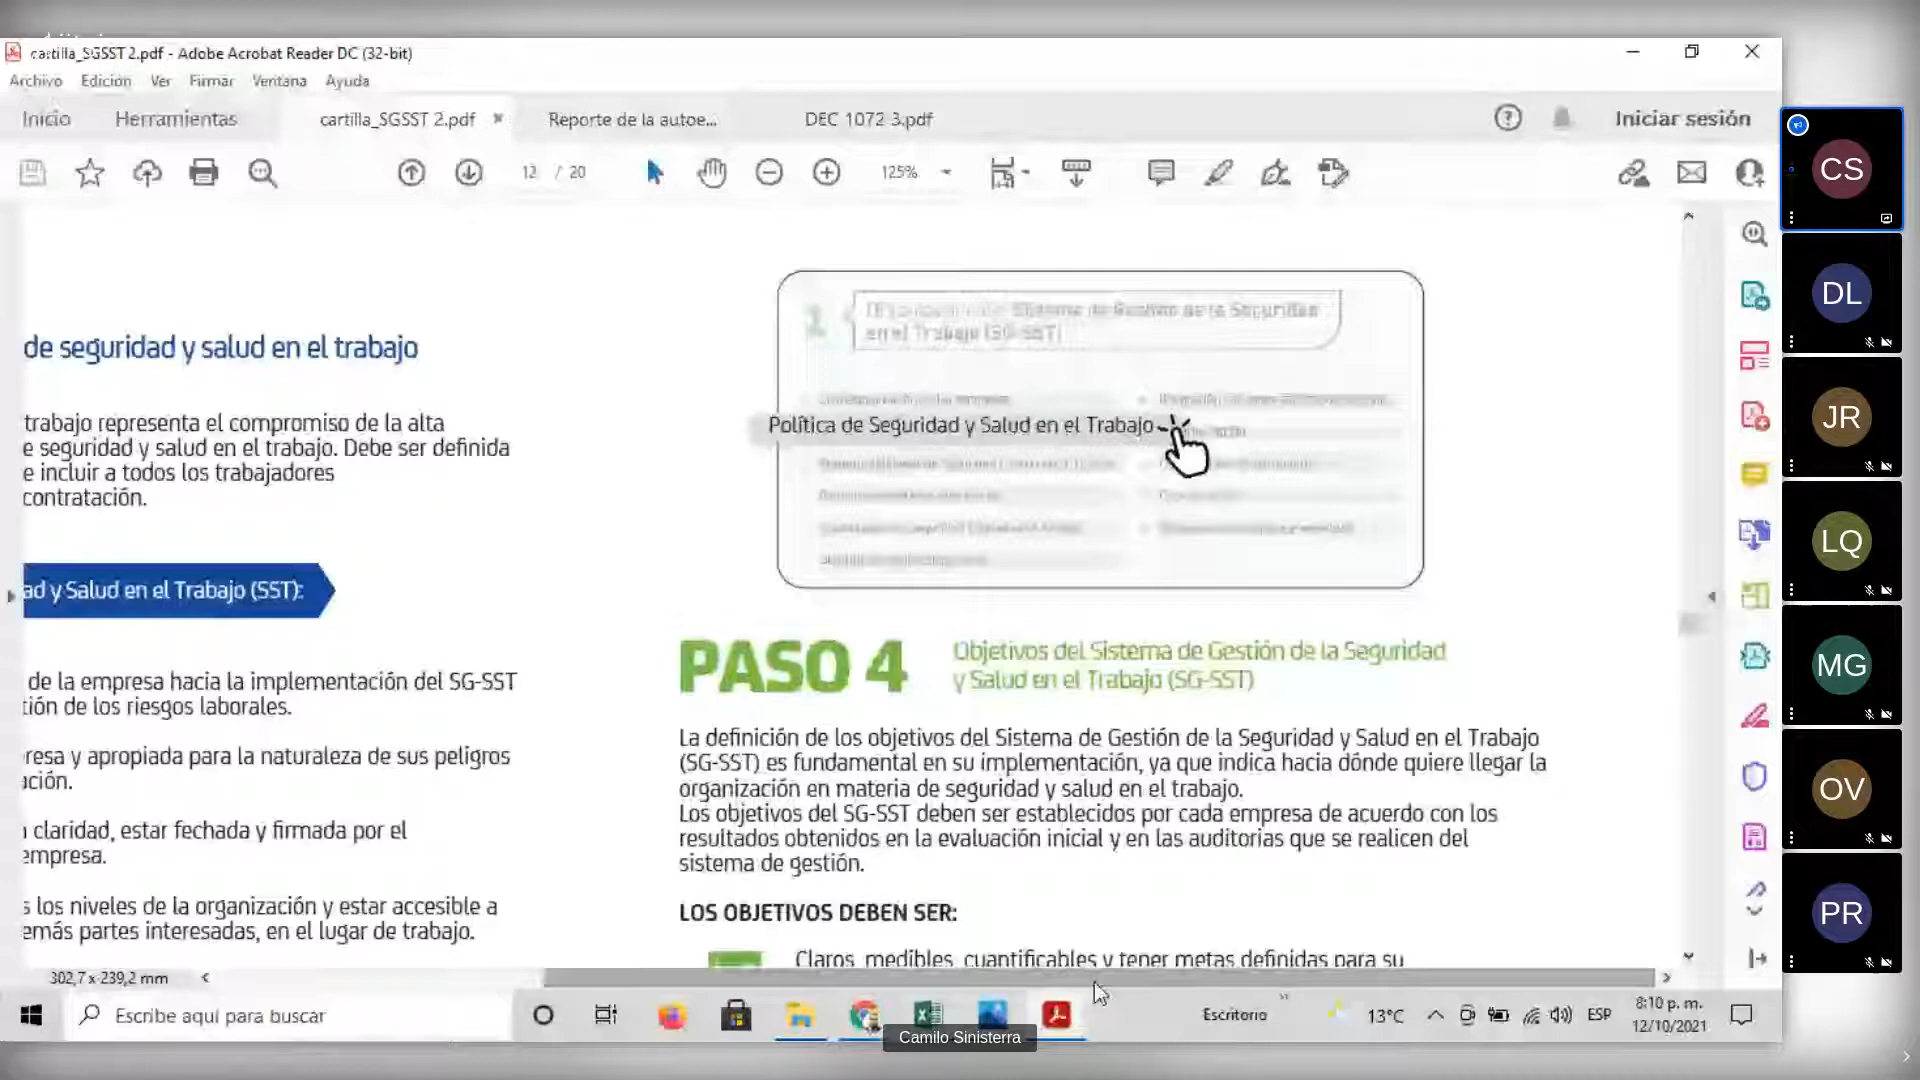 cartilla_SGSST 2.pdf - Adobe Acrobat Reader DC (32-bit)
Archivo Edición Ver Firmar Ventana Ayuda
Inicio Herramientas cartilla_SGSST 2.pdf × Reporte de la autoe... DEC 1072 3.pdf Iniciar sesión
12 / 20 125%
de seguridad y salud en el trabajo
trabajo representa el compromiso de la alta
e seguridad y salud en el trabajo. Debe ser definida
e incluir a todos los trabajadores
contratación.
ad y Salud en el Trabajo (SST):
de la empresa hacia la implementación del SG-SST
ión de los riesgos laborales.
resa y apropiada para la naturaleza de sus peligros
ación.
claridad, estar fechada y firmada por el
empresa.
s los niveles de la organización y estar accesible a
emás partes interesadas, en el lugar de trabajo.
Sistema de Gestión de la Seguridad
en el Trabajo (SG-SST)
Política de Seguridad y Salud en el Trabajo
PASO 4
Objetivos del Sistema de Gestión de la Seguridad
y Salud en el Trabajo (SG-SST)
La definición de los objetivos del Sistema de Gestión de la Seguridad y Salud en el Trabajo
(SG-SST) es fundamental en su implementación, ya que indica hacia dónde quiere llegar la
organización en materia de seguridad y salud en el trabajo.
Los objetivos del SG-SST deben ser establecidos por cada empresa de acuerdo con los
resultados obtenidos en la evaluación inicial y en las auditorias que se realicen del
sistema de gestión.
LOS OBJETIVOS DEBEN SER:
Claros, medibles, cuantificables y tener metas definidas para su
302,7 x 239,2 mm
Escribe aquí para buscar
Escritorio
13°C
ESP
8:10 p. m.
12/10/2021
Camilo Sinisterra
CS
DL
JR
LQ
MG
OV
PR